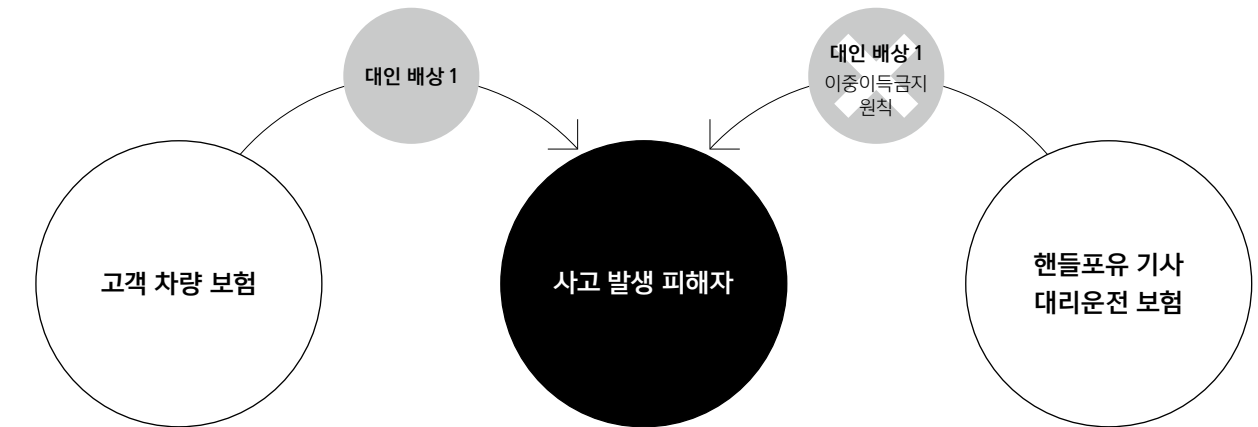 대인 배상 1
대인 배상 1
이중이득금지
원칙
고객 차량 보험
사고 발생 피해자
핸들포유 기사
대리운전 보험